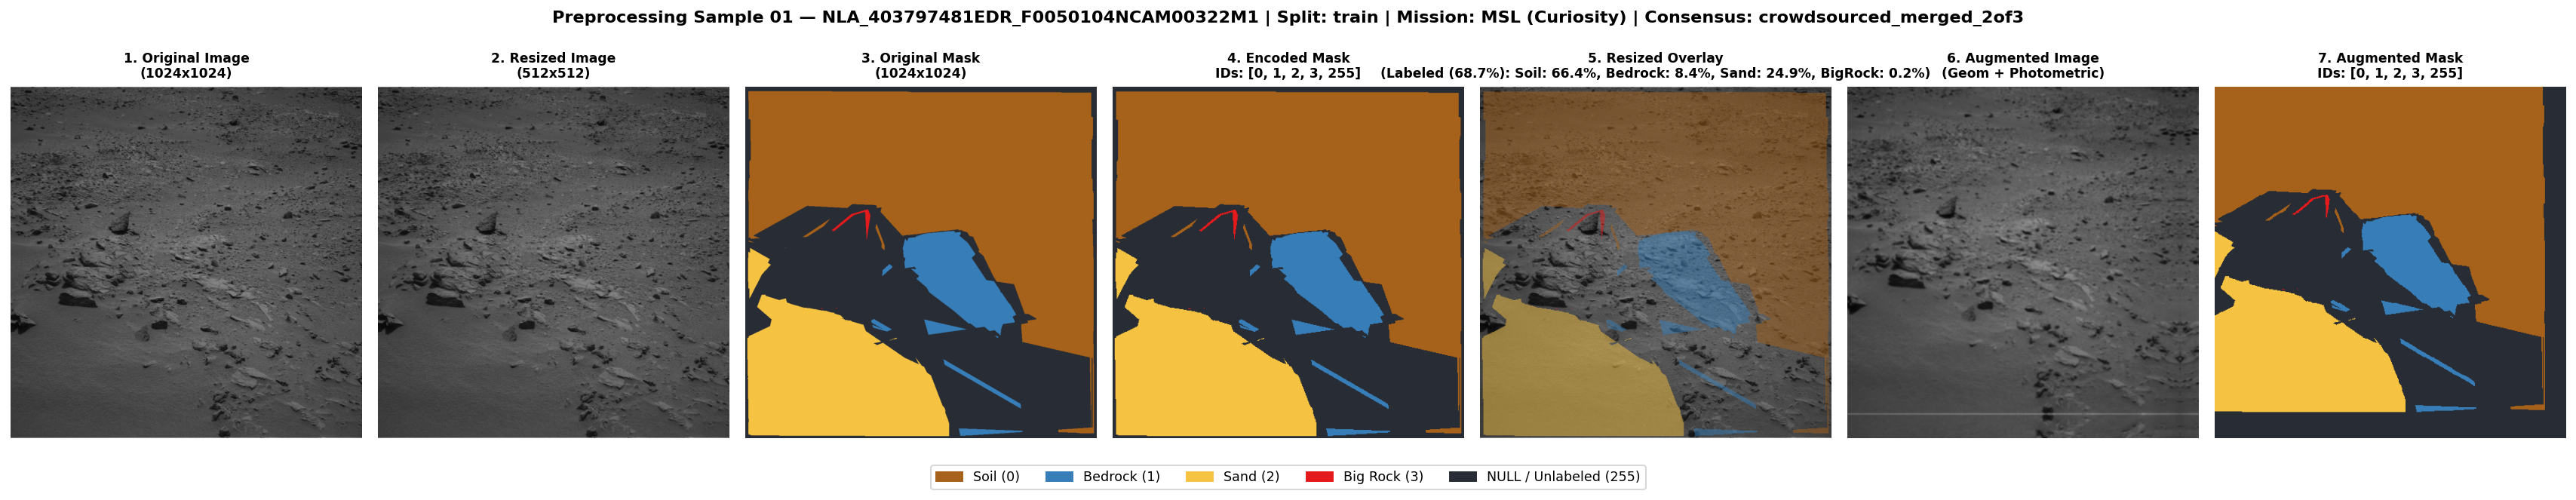 Preprocessing Sample 01 — NLA_403797481EDR_F0050104NCAM00322M1 | Split: train | Mission: MSL (Curiosity) | Consensus: crowdsourced_merged_2of3
1. Original Image
(1024x1024)
2. Resized Image
(512x512)
3. Original Mask
(1024x1024)
4. Encoded Mask
IDs: [0, 1, 2, 3, 255]
5. Resized Overlay
(Labeled (68.7%): Soil: 66.4%, Bedrock: 8.4%, Sand: 24.9%, BigRock: 0.2%)
6. Augmented Image
(Geom + Photometric)
7. Augmented Mask
IDs: [0, 1, 2, 3, 255]
Soil (0)
Bedrock (1)
Sand (2)
Big Rock (3)
NULL / Unlabeled (255)